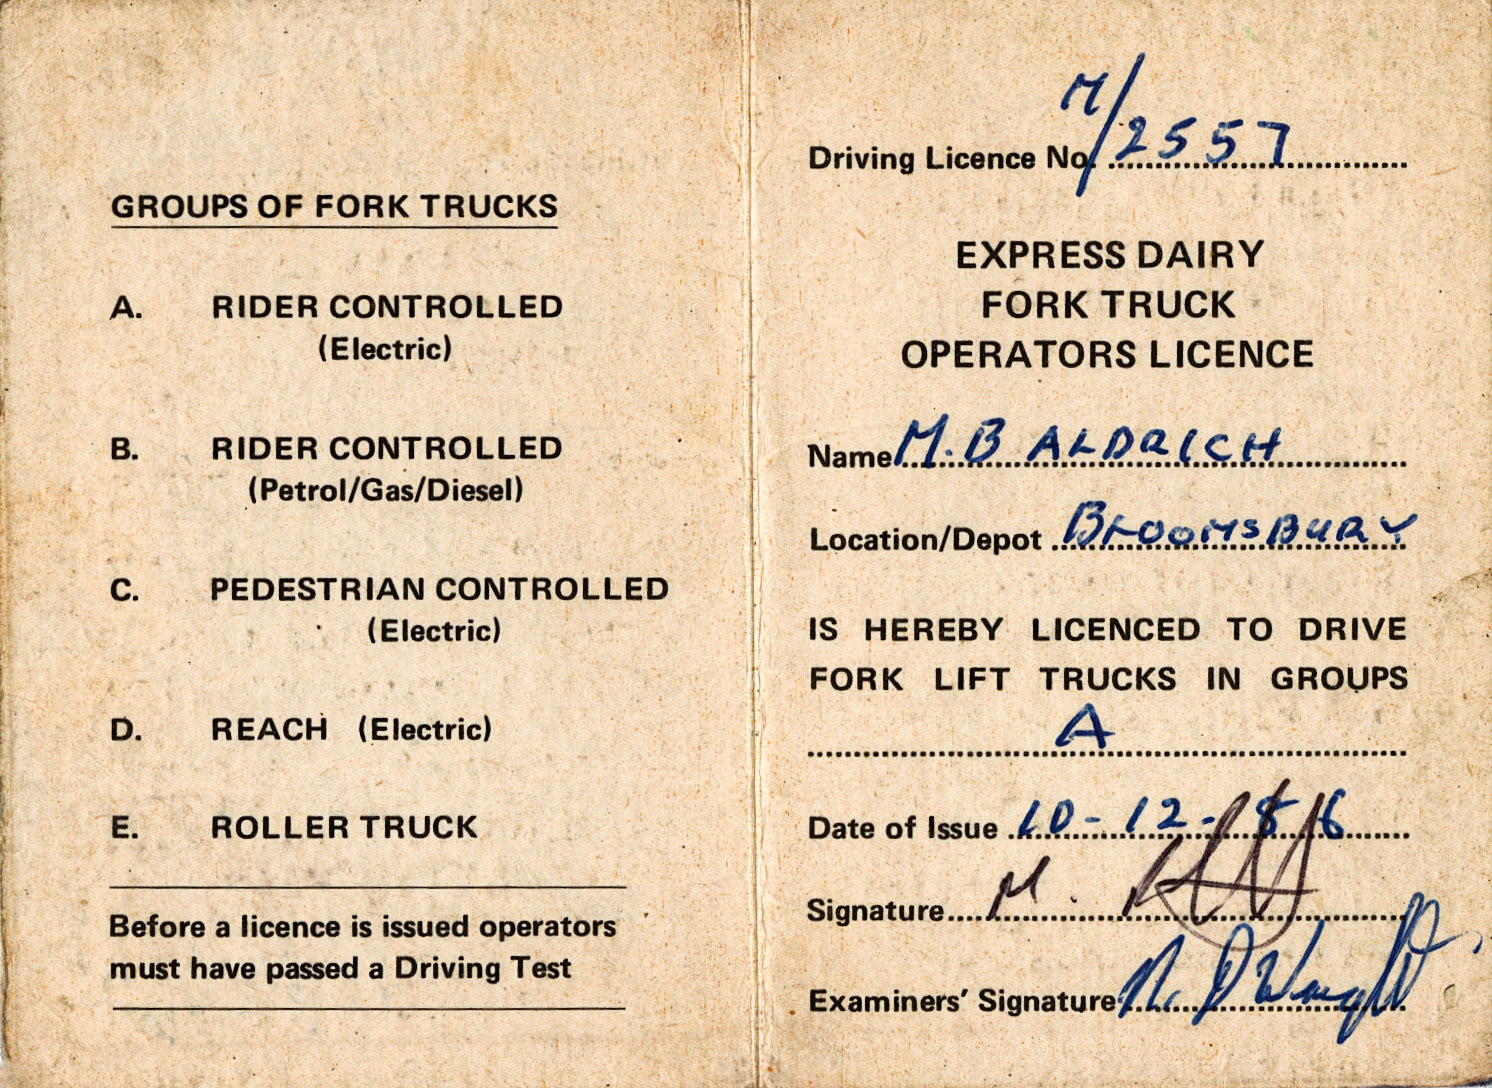 GROUPS OF FORK TRUCKS
A. RIDER CONTROLLED
(Electric)
B. RIDER CONTROLLED
(Petrol/Gas/Diesel)
C. PEDESTRIAN CONTROLLED
(Electric)
D. REACH (Electric)
E. ROLLER TRUCK
Before a licence is issued operators
must have passed a Driving Test
Driving Licence No. M/2557
EXPRESS DAIRY
FORK TRUCK
OPERATORS LICENCE
Name M.B ALDRICH
Location/Depot BLOOMSBURY
IS HEREBY LICENCED TO DRIVE
FORK LIFT TRUCKS IN GROUPS
A
Date of Issue 10-12-86
Signature M.
Examiners' Signature